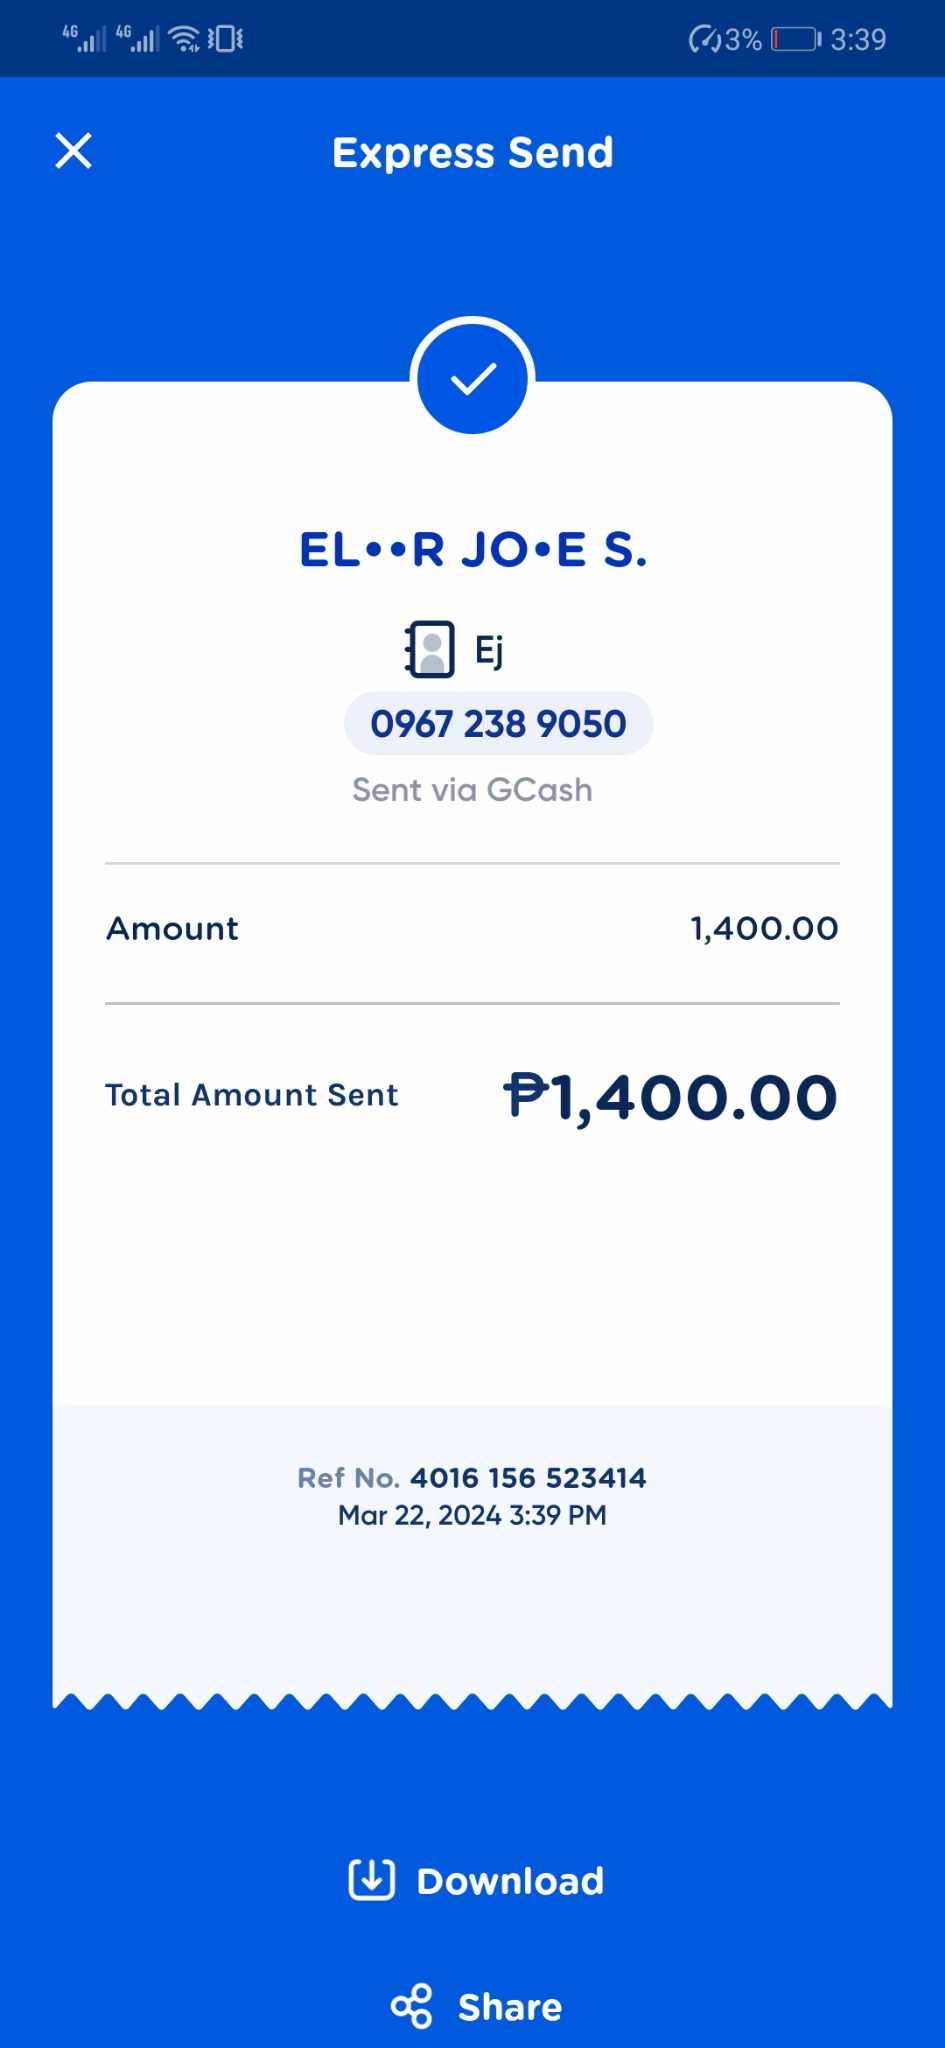 4G 4G 3% 3:39
Express Send
EL••R JO•E S.
Ej
0967 238 9050
Sent via GCash
Amount 1,400.00
Total Amount Sent ₱1,400.00
Ref No. 4016 156 523414
Mar 22, 2024 3:39 PM
Download
Share